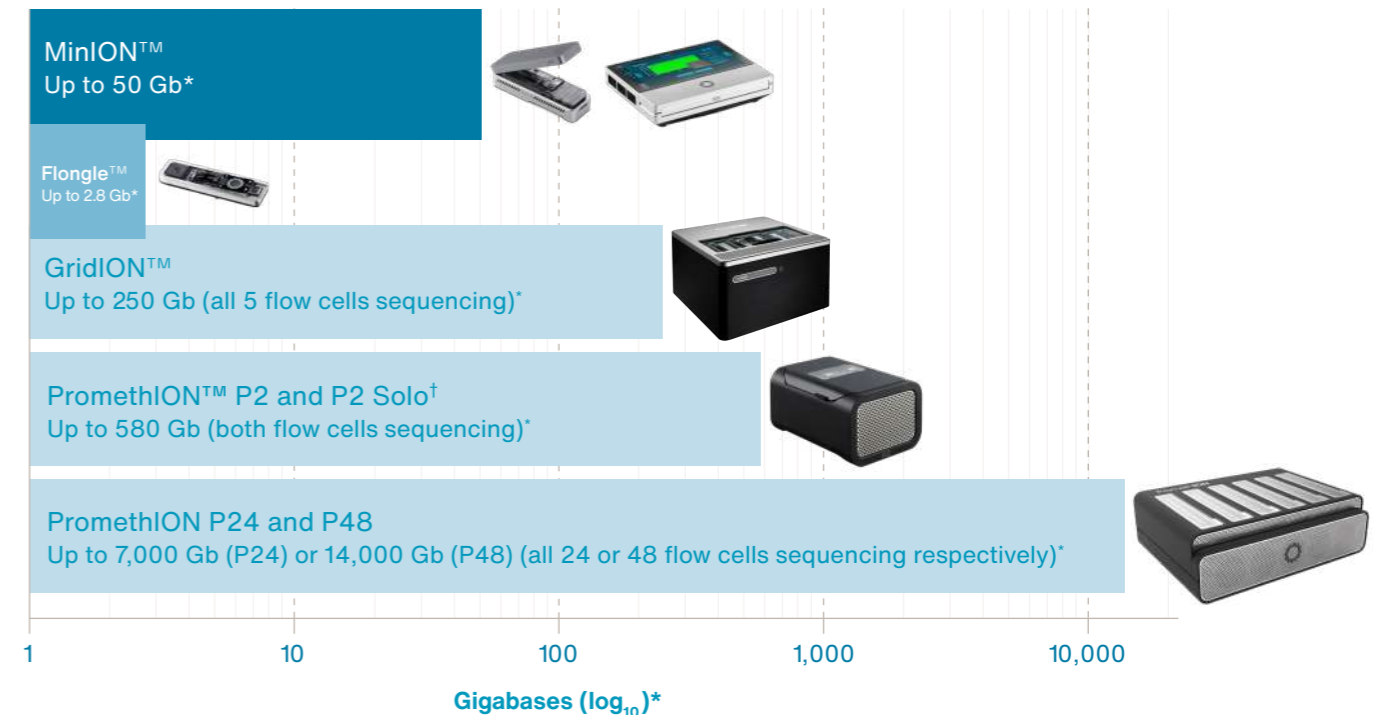 MinION™
Up to 50 Gb*
Flongle™
Up to 2.8 Gb*
GridION™
Up to 250 Gb (all 5 flow cells sequencing)*
PromethION™ P2 and P2 Solo†
Up to 580 Gb (both flow cells sequencing)*
PromethION P24 and P48
Up to 7,000 Gb (P24) or 14,000 Gb (P48) (all 24 or 48 flow cells sequencing respectively)*
1 10 100 1,000 10,000
Gigabases (log₁₀)*